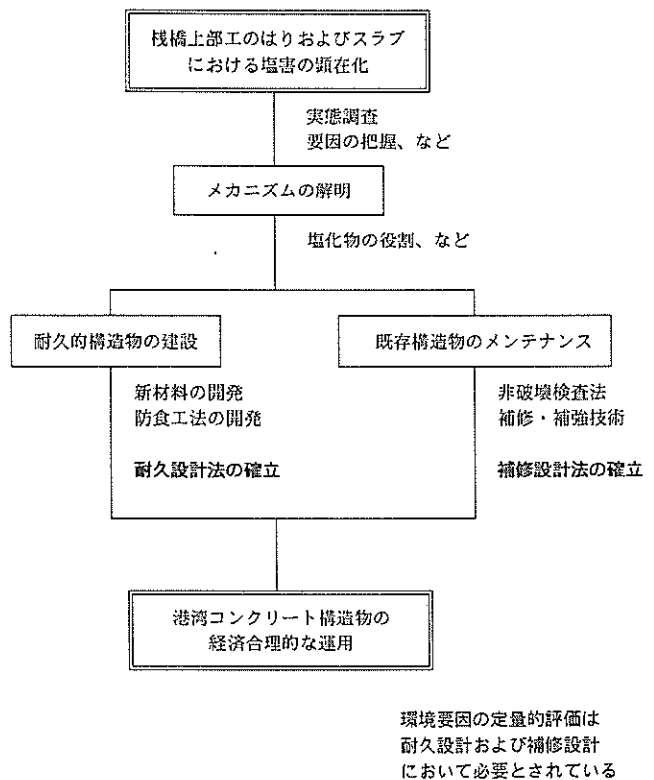 桟橋上部工のはりおよびスラブ
における塩害の顕在化
実態調査
要因の把握、など
メカニズムの解明
塩化物の役割、など
耐久的構造物の建設
既存構造物のメンテナンス
新材料の開発
防食工法の開発
耐久設計法の確立
非破壊検査法
補修・補強技術
補修設計法の確立
港湾コンクリート構造物の
経済合理的な運用
環境要因の定量的評価は
耐久設計および補修設計
において必要とされている